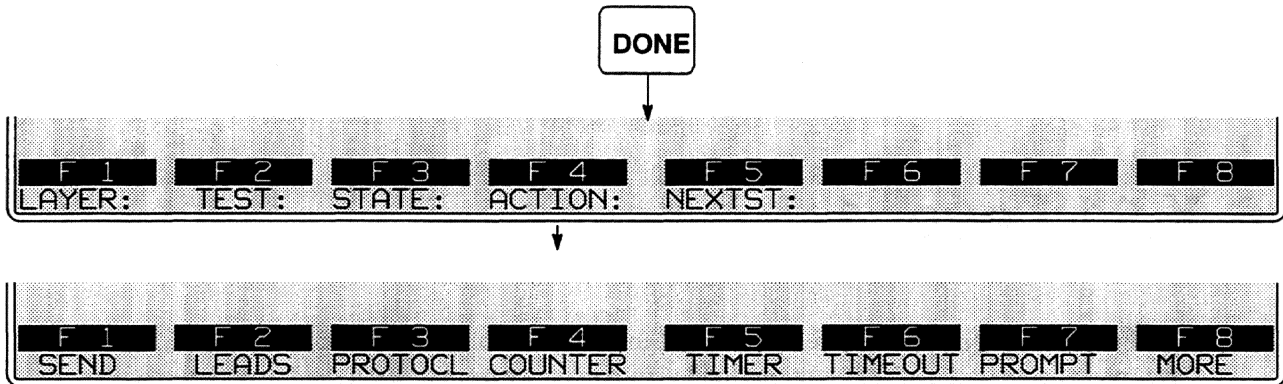 DONE
F 1 F 2 F 3 F 4 F 5 F 6 F 7 F 8
LAYER: TEST: STATE: ACTION: NEXTST:
F 1 F 2 F 3 F 4 F 5 F 6 F 7 F 8
SEND LEADS PROTOCL COUNTER TIMER TIMEOUT PROMPT MORE